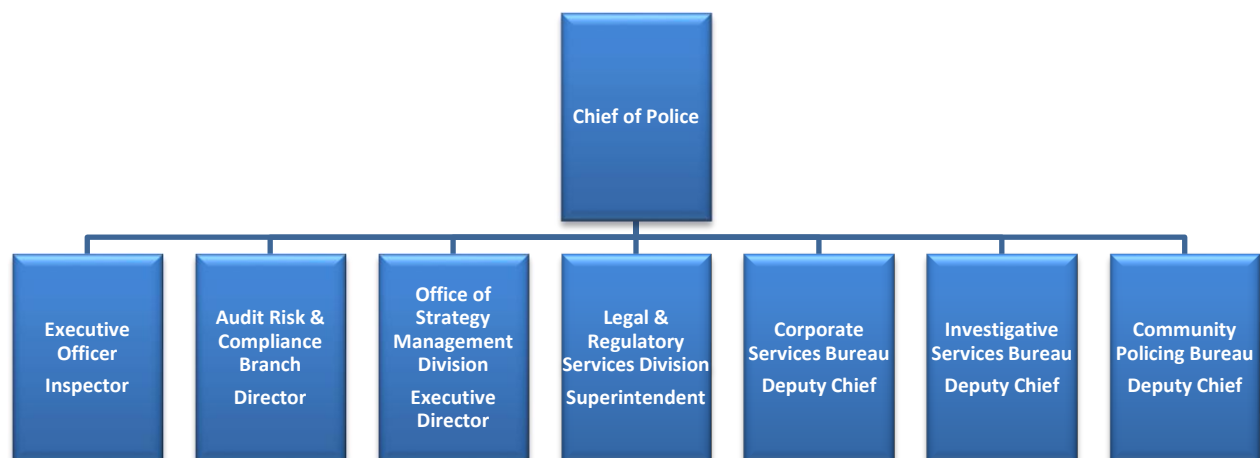 Chief of Police
Executive
Officer
Inspector
Audit Risk &
Compliance
Branch
Director
Office of
Strategy
Management
Division
Executive
Director
Legal &
Regulatory
Services Division
Superintendent
Corporate
Services Bureau
Deputy Chief
Investigative
Services Bureau
Deputy Chief
Community
Policing Bureau
Deputy Chief